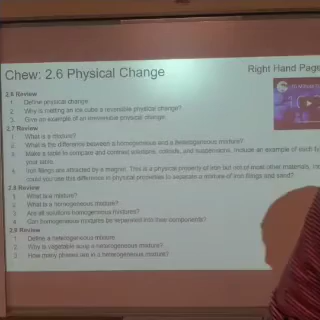 Chew: 2.6 Physical Change
Right Hand Page
2.6 Review
1. Define physical change.
2. Why is melting an ice cube a reversible physical change?
3. Give an example of an irreversible physical change.
2.7 Review
1. What is a mixture?
2. What is the difference between a homogeneous and a heterogeneous mixture?
3. Make a table to compare and contrast solutions, colloids, and suspensions. Include an example of each type in
your table.
4. Iron filings are attracted by a magnet. This is a physical property of iron but not of most other materials,
could you use this difference in physical properties to separate a mixture of iron filings and sand?
2.8 Review
1. What is a mixture?
2. What is a homogeneous mixture?
3. Are all solutions homogeneous mixtures?
4. Can homogeneous mixtures be separated into their components?
2.9 Review
1. Define a heterogeneous mixture.
2. Why is vegetable soup a heterogeneous mixture?
3. How many phases are in a heterogeneous mixture?